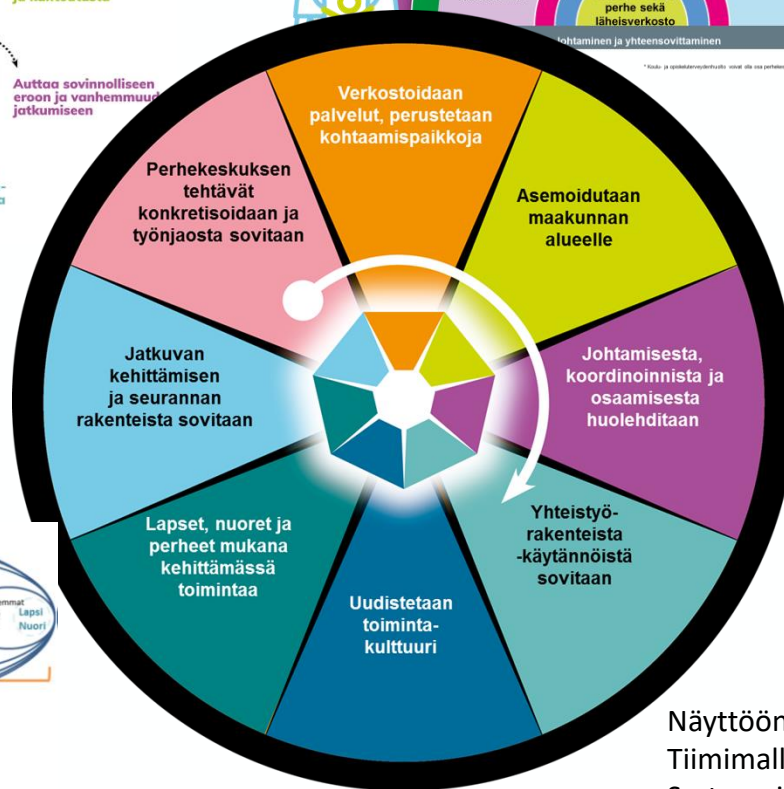 perhe sekä
läheisverkosto
Johtaminen ja yhteensovittaminen
Auttaa sovinnolliseen
eroon ja vanhemmuud
jatkumiseen
Verkostoidaan
palvelut, perustetaan
kohtaamispaikkoja
Asemoidutaan
maakunnan
alueelle
Johtamisesta,
koordinoinnista ja
osaamisesta
huolehditaan
Yhteistyö-
rakenteista
-käytännöistä
sovitaan
Uudistetaan
toiminta-
kulttuuri
Lapset, nuoret ja
perheet mukana
kehittämässä
toimintaa
Jatkuvan
kehittämisen
ja seurannan
rakenteista sovitaan
Perhekeskuksen
tehtävät
konkretisoidaan ja
työnjaosta sovitaan
Lapsi
Nuori
Näyttöön
Tiimimall